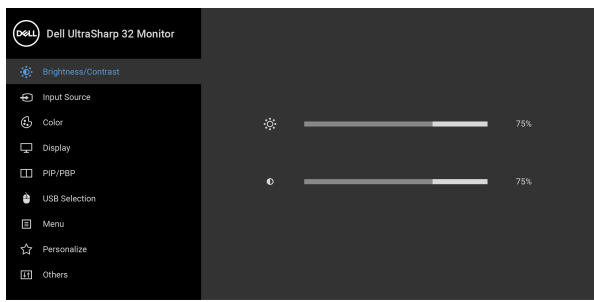 DELL Dell UltraSharp 32 Monitor
Brightness/Contrast
Input Source
Color
75%
Display
PIP/PBP
75%
USB Selection
Menu
Personalize
Others